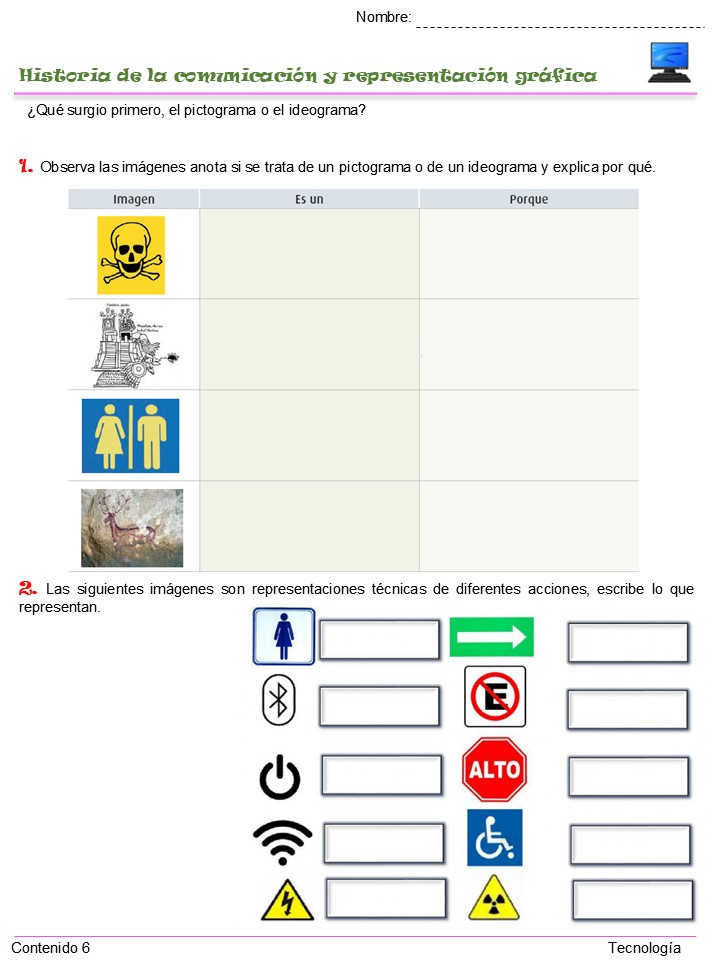 Nombre:
Historia de la comunicación y representación gráfica
¿Qué surgio primero, el pictograma o el ideograma?
1. Observa las imágenes anota si se trata de un pictograma o de un ideograma y explica por qué.
Imagen Es un Porque
2. Las siguientes imágenes son representaciones técnicas de diferentes acciones, escribe lo que
representan.
E
ALTO
Contenido 6 Tecnología